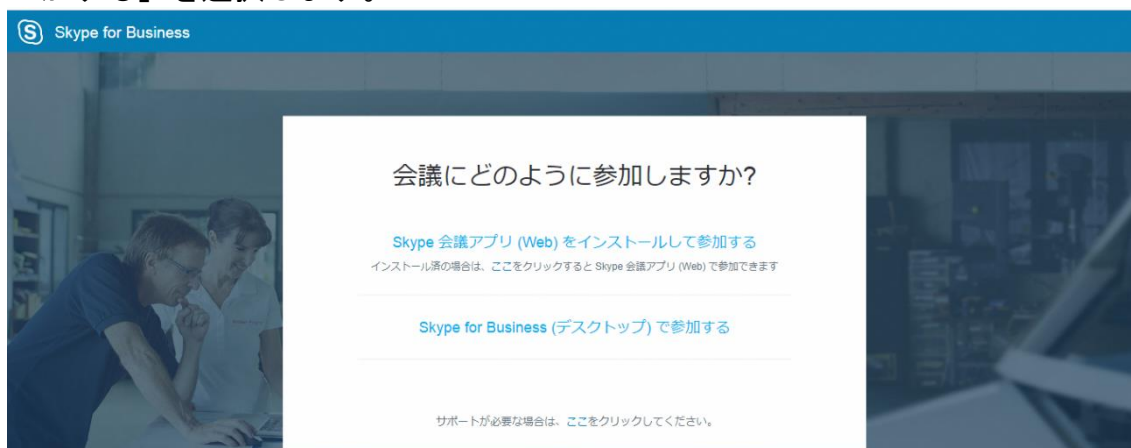 Skype for Business
会議にどのように参加しますか?
Skype 会議アプリ (Web) をインストールして参加する
インストール済の場合は、ここをクリックすると Skype 会議アプリ (Web) で参加できます
Skype for Business (デスクトップ) で参加する
サポートが必要な場合は、ここをクリックしてください。